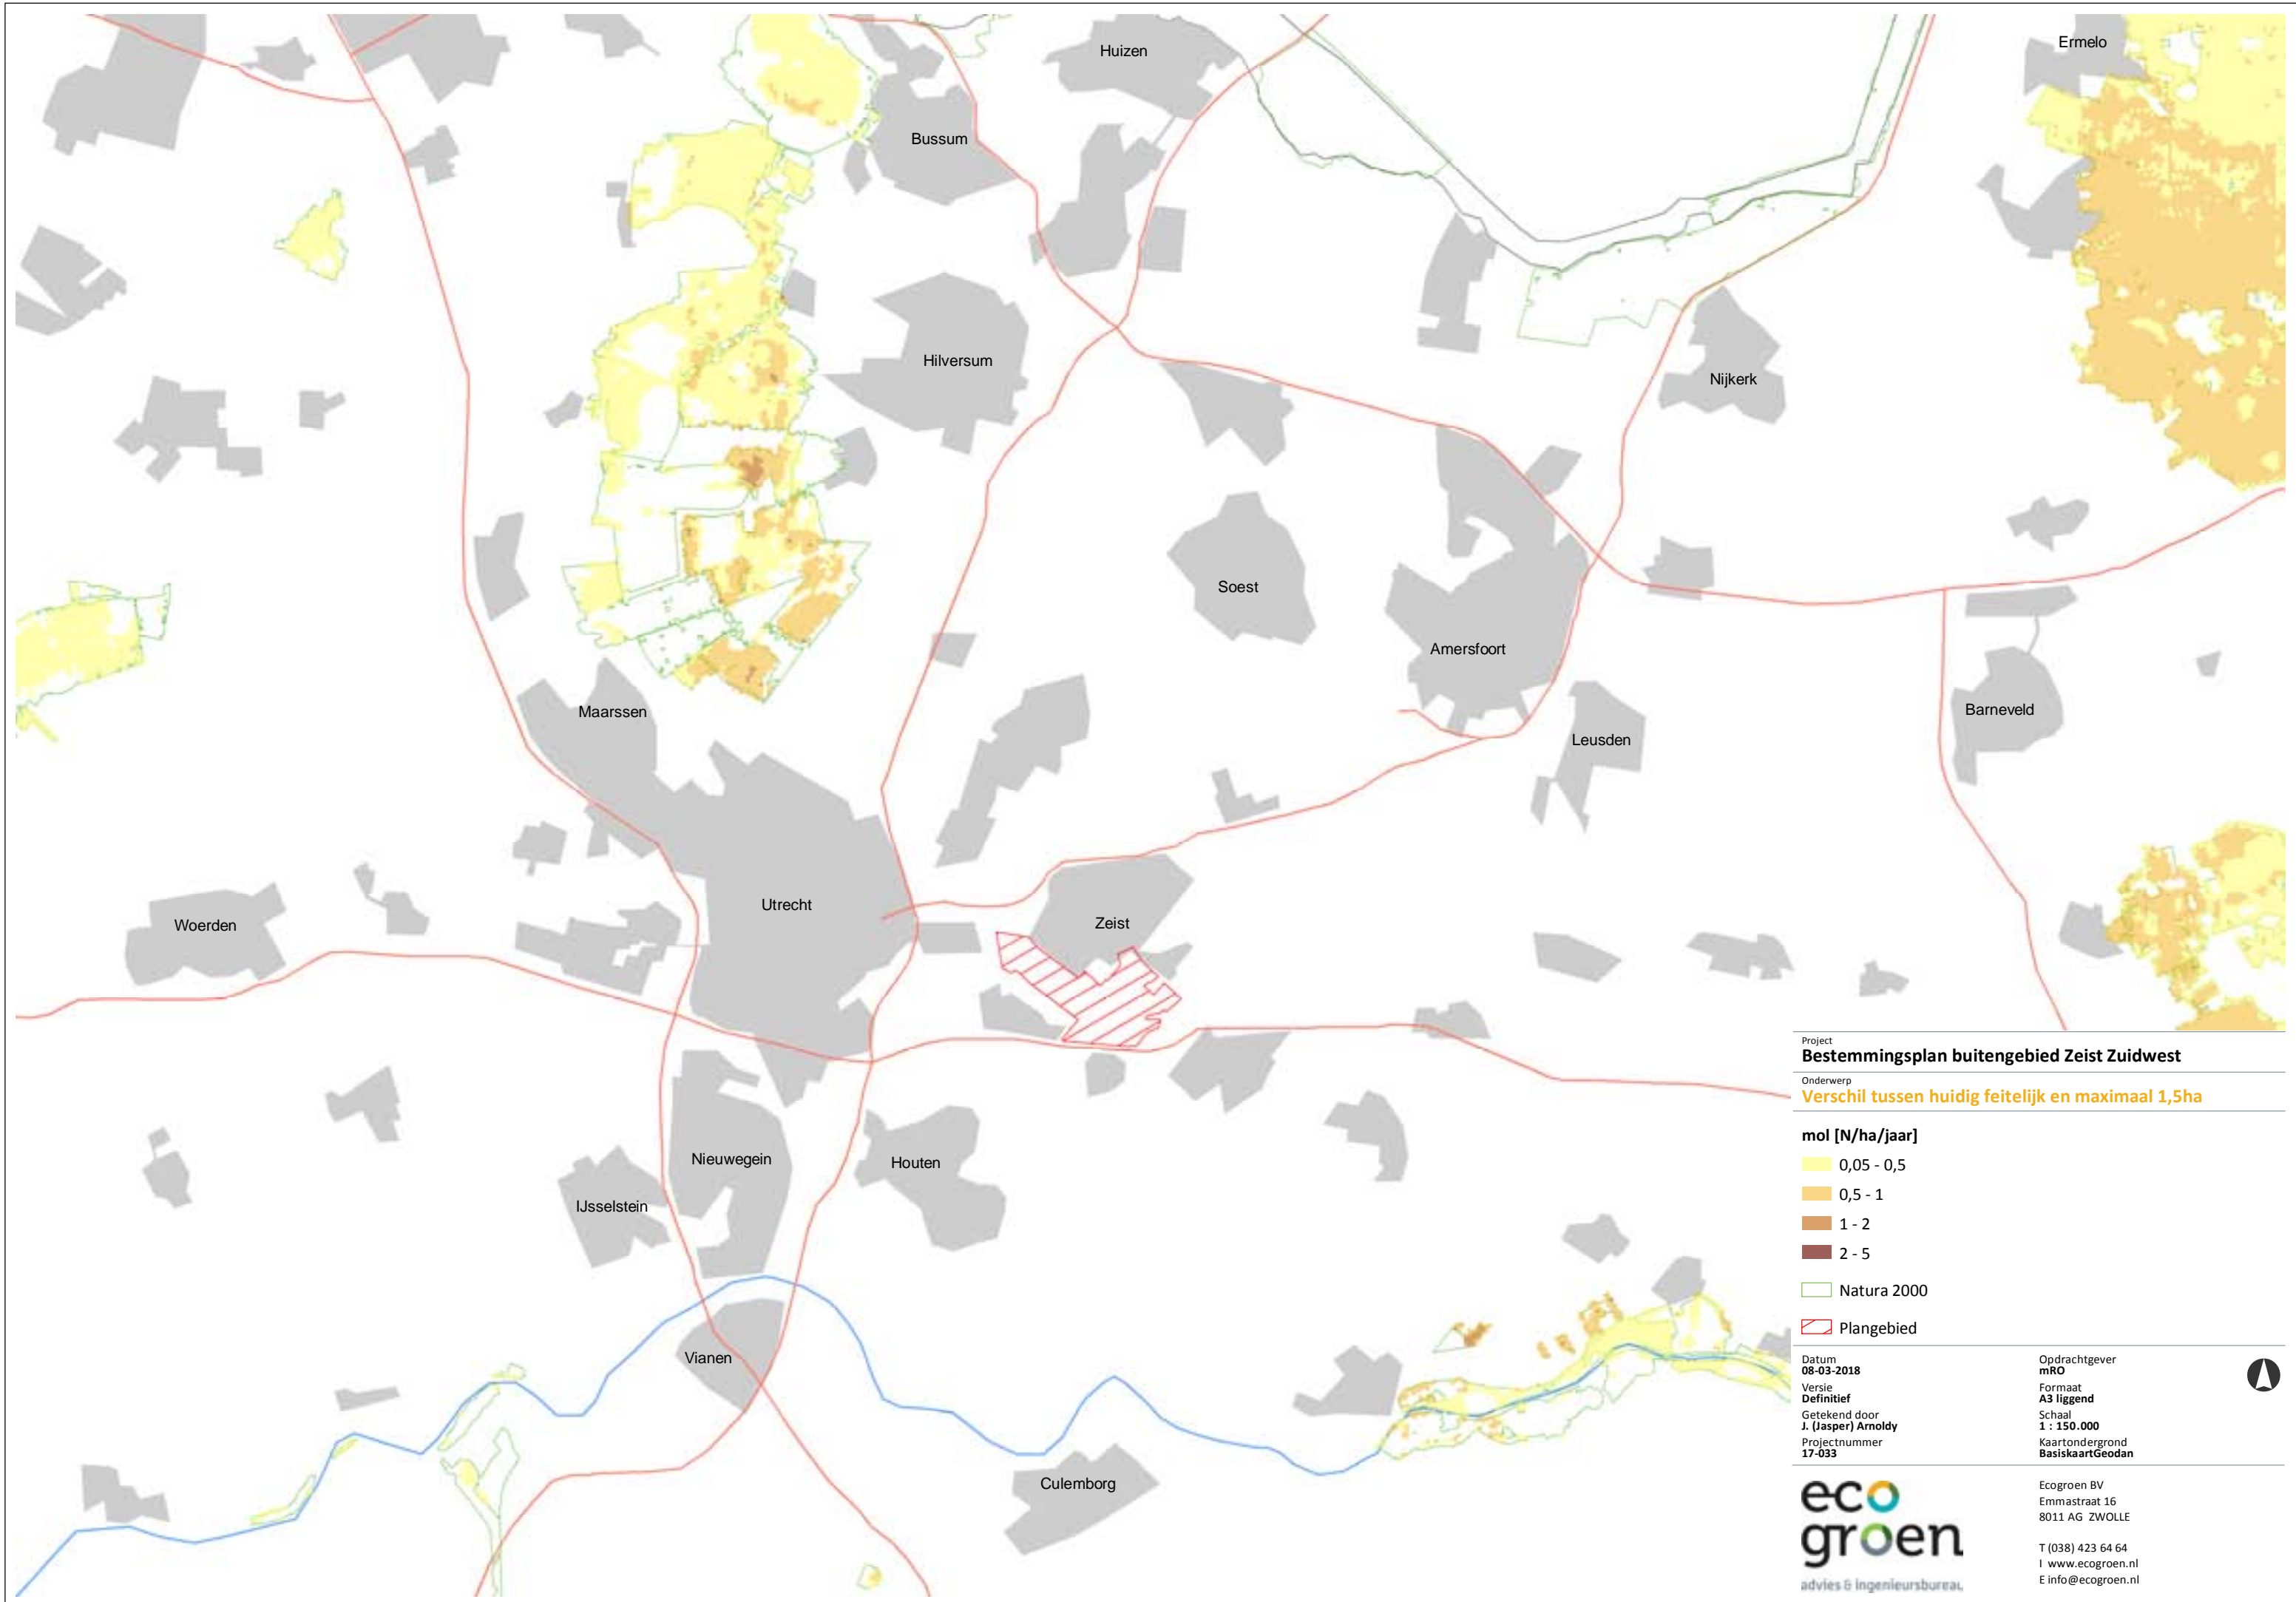 Huizen
Ermelo
Bussum
Hilversum
Nijkerk
Soest
Amersfoort
Maarssen
Leusden
Barneveld
Utrecht
Zeist
Woerden
Nieuwegein
Houten
IJsselstein
Vianen
Culemborg
Project
Bestemmingsplan buitengebied Zeist Zuidwest
Onderwerp
Verschil tussen huidig feitelijk en maximaal 1,5ha
mol [N/ha/jaar]
0,05 - 0,5
0,5 - 1
1 - 2
2 - 5
Natura 2000
Plangebied
Datum
08-03-2018
Versie
Definitief
Getekend door
J. (Jasper) Arnoldy
Projectnummer
17-033
Opdrachtgever
mRO
Formaat
A3 liggend
Schaal
1 : 150.000
Kaartondergrond
BasiskaartGeodan
eco
groen
advies & ingenieursbureau
Ecogroen BV
Emmastraat 16
8011 AG ZWOLLE
T (038) 423 64 64
I www.ecogroen.nl
E info@ecogroen.nl